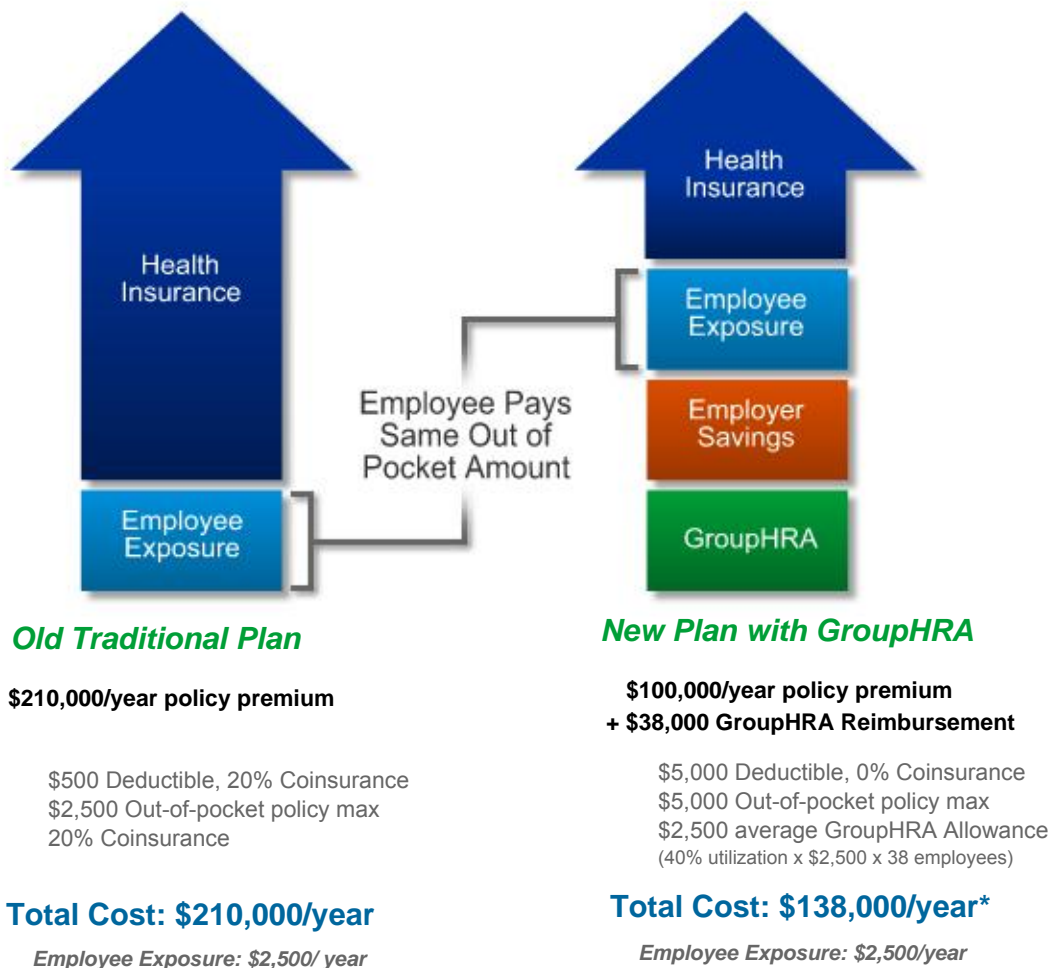 Health
Insurance
Employee
Exposure
Employee Pays
Same Out of
Pocket Amount
Health
Insurance
Employee
Exposure
Employer
Savings
GroupHRA
Old Traditional Plan
$210,000/year policy premium
$500 Deductible, 20% Coinsurance
$2,500 Out-of-pocket policy max
20% Coinsurance
Total Cost: $210,000/year
Employee Exposure: $2,500/ year
New Plan with GroupHRA
$100,000/year policy premium
+ $38,000 GroupHRA Reimbursement
$5,000 Deductible, 0% Coinsurance
$5,000 Out-of-pocket policy max
$2,500 average GroupHRA Allowance
(40% utilization x $2,500 x 38 employees)
Total Cost: $138,000/year*
Employee Exposure: $2,500/year